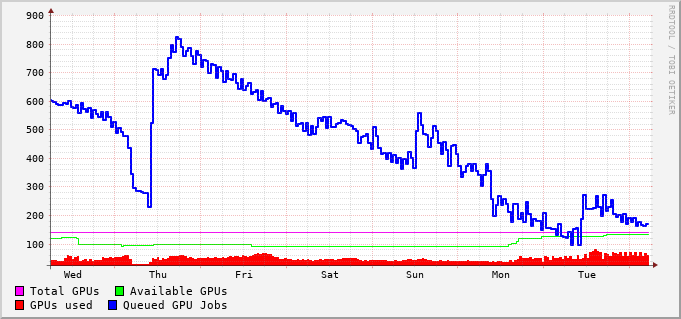 RRDTOOL / TOBI OETIKER
900
800
700
600
500
400
300
200
100
Wed Thu Fri Sat Sun Mon Tue
Total GPUs Available GPUs
GPUs used Queued GPU Jobs